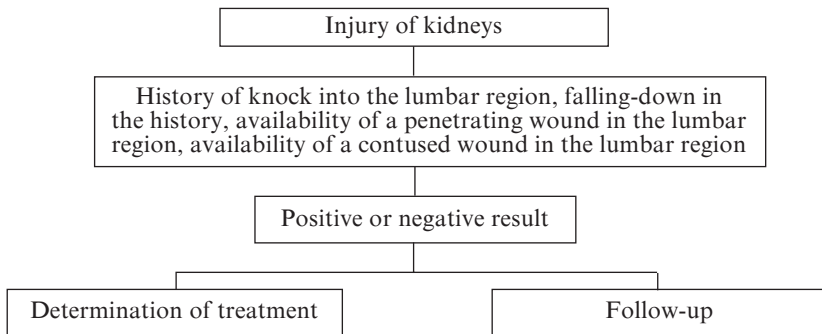 Injury of kidneys
History of knock into the lumbar region, falling-down in
the history, availability of a penetrating wound in the lumbar
region, availability of a contused wound in the lumbar region
Positive or negative result
Determination of treatment
Follow-up